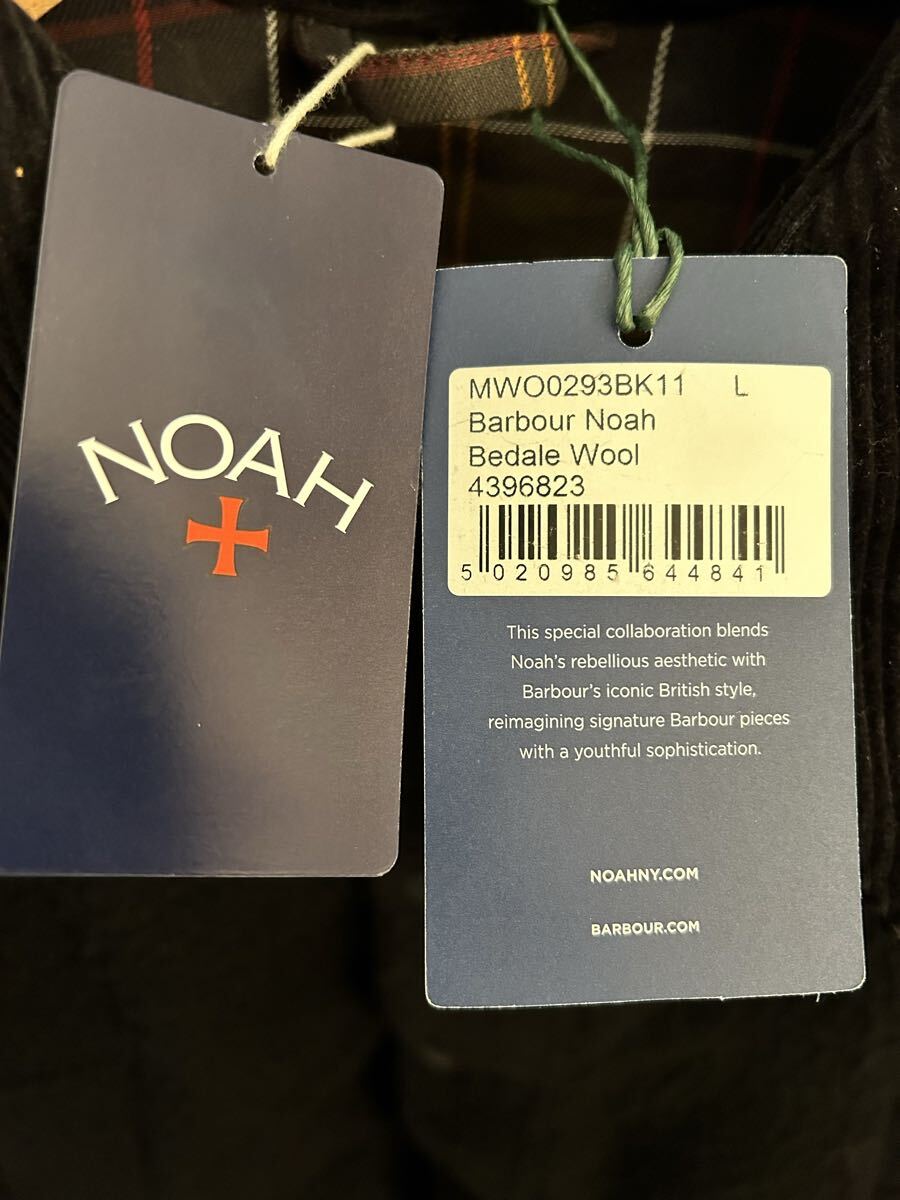 NOAH
MWO0293BK11 L
Barbour Noah
Bedale Wool
4396823
5 020985 644841
This special collaboration blends
Noah's rebellious aesthetic with
Barbour's iconic British style,
reimagining signature Barbour pieces
with a youthful sophistication.
NOAHNY.COM
BARBOUR.COM